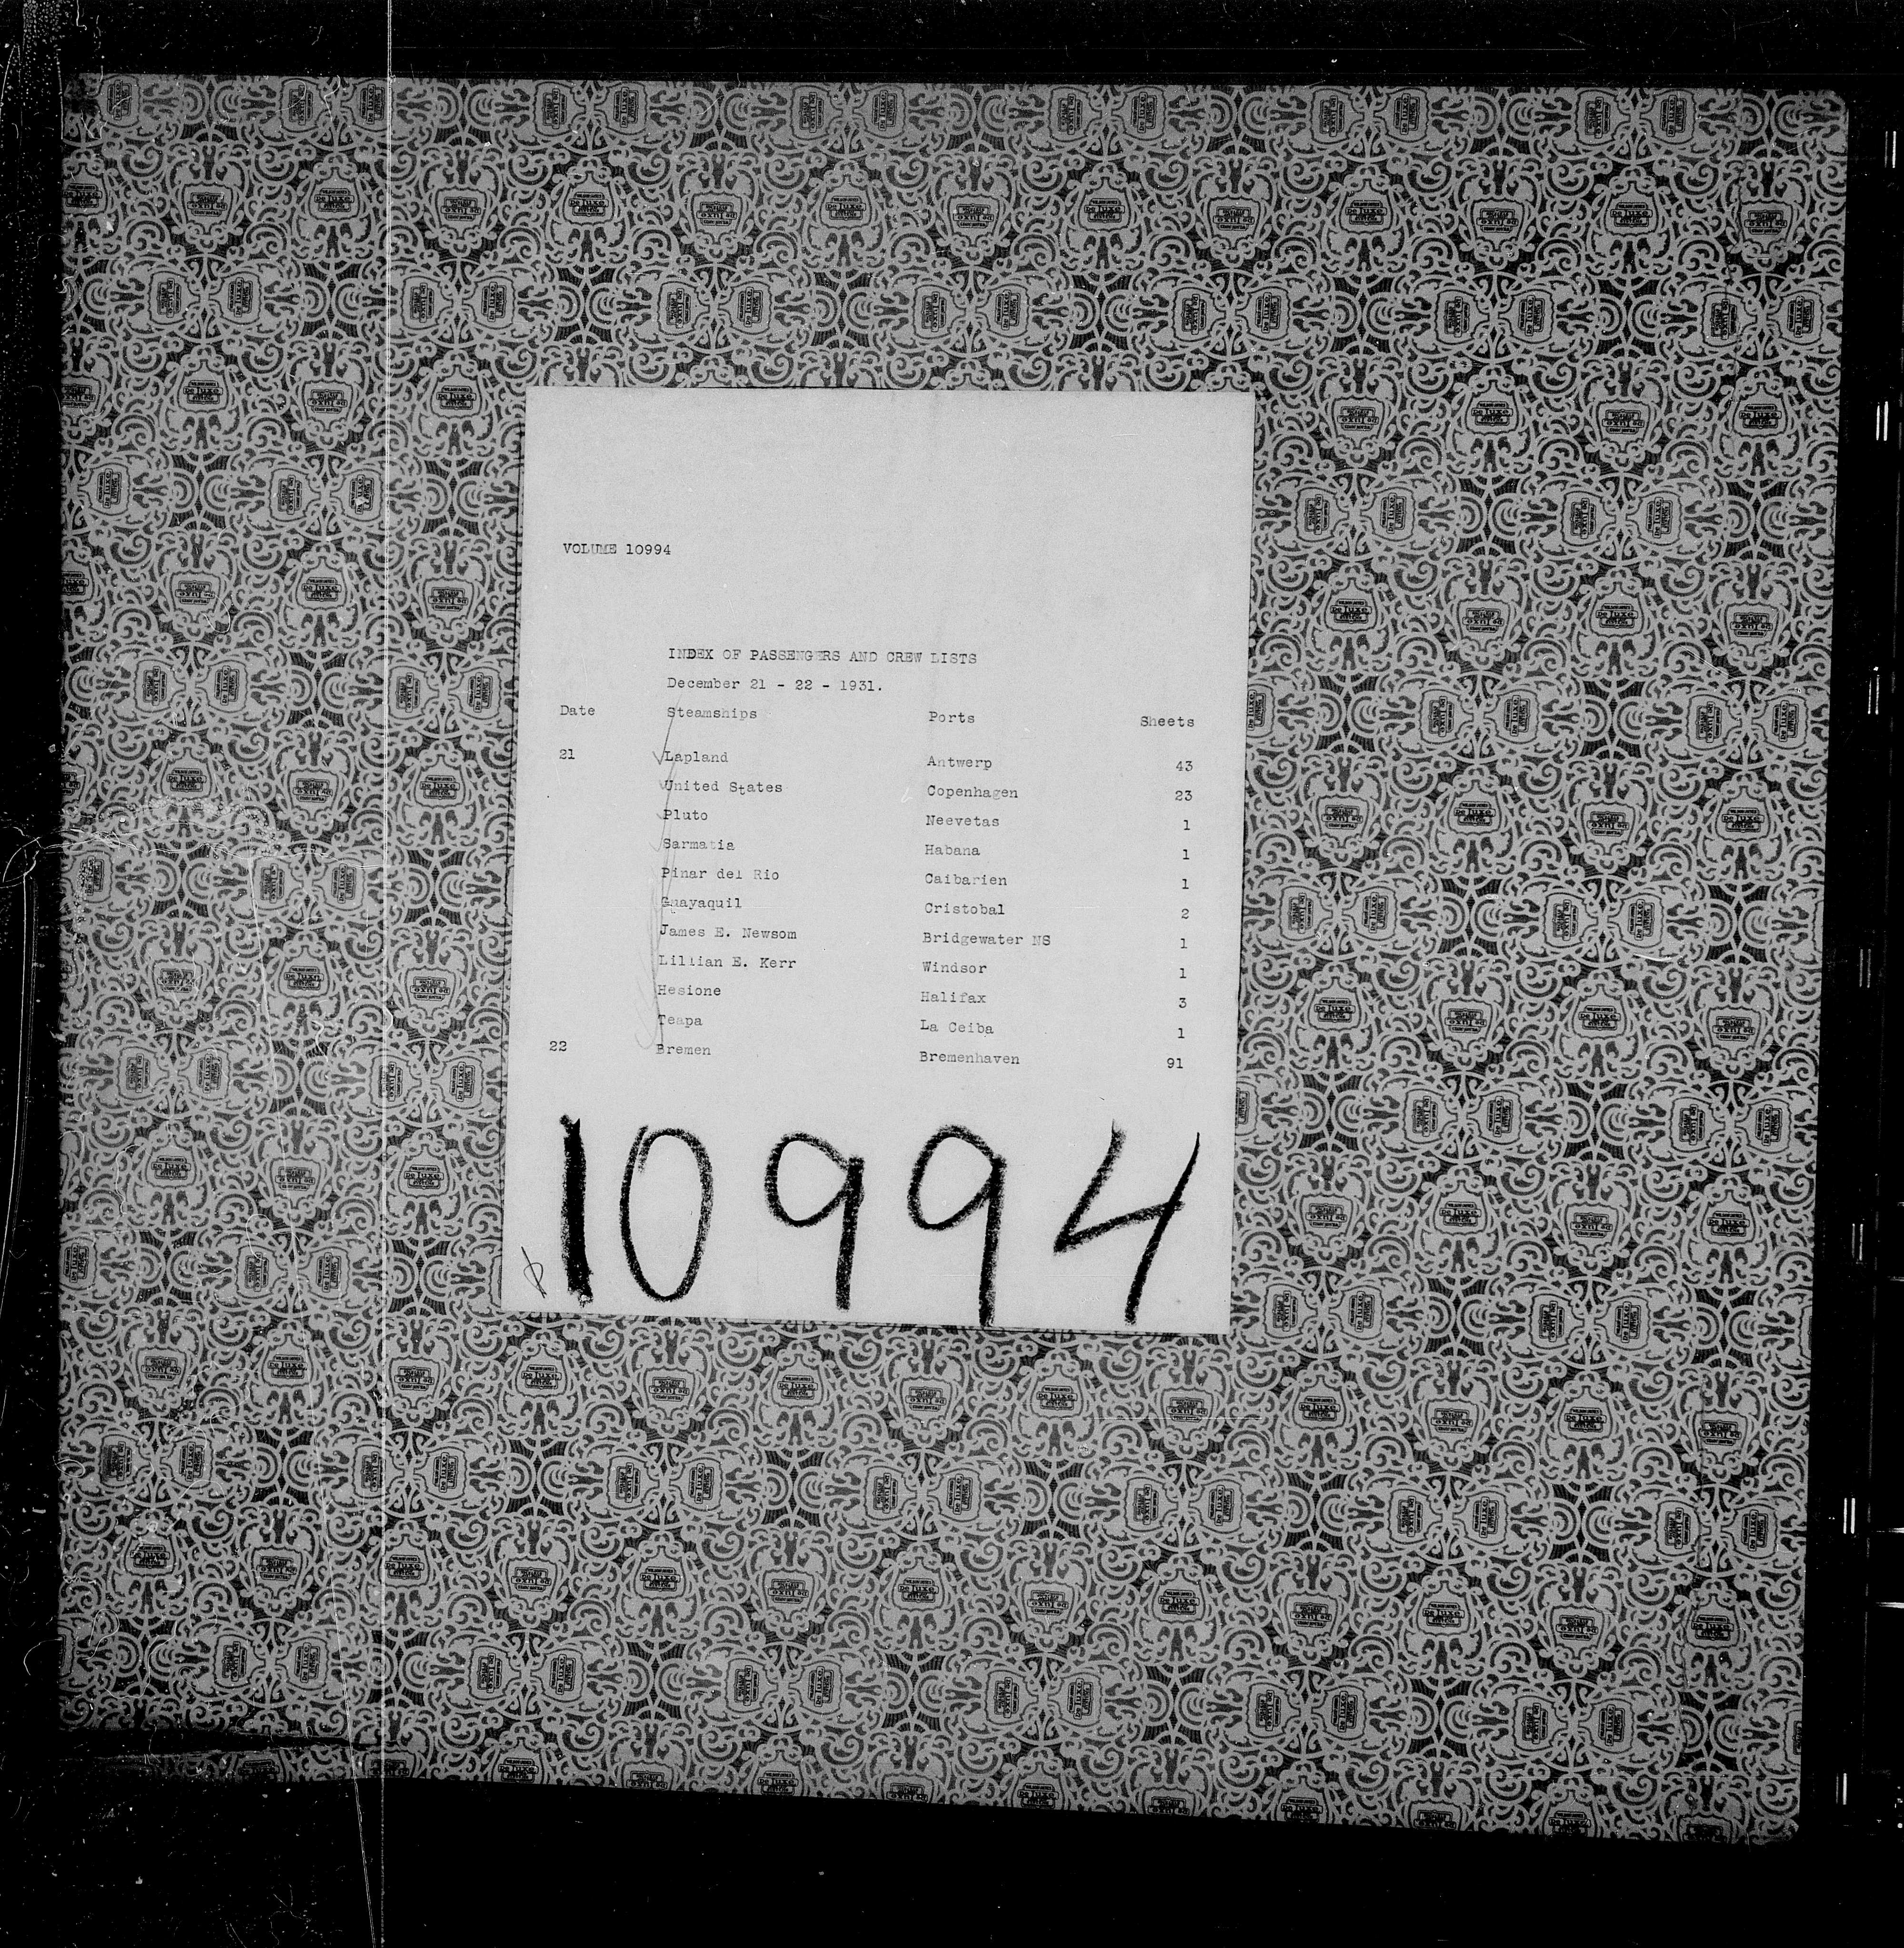 VOLUME 10994
INDEX OF PASSENGERS AND CREW LISTS
December 21 - 22 - 1931.
Date Steamships Ports Sheets
21 Lapland Antwerp 43
United States Copenhagen 23
Pluto Neevetas 1
Sarmatia Habana 1
Pinar del Rio Caibarien 1
Guayaquil Cristobal 2
James E. Newsom Bridgewater NS 1
Lillian E. Kerr Windsor 1
Hesione Halifax 3
Teapa La Ceiba 1
22 Bremen Bremenhaven 91
10994